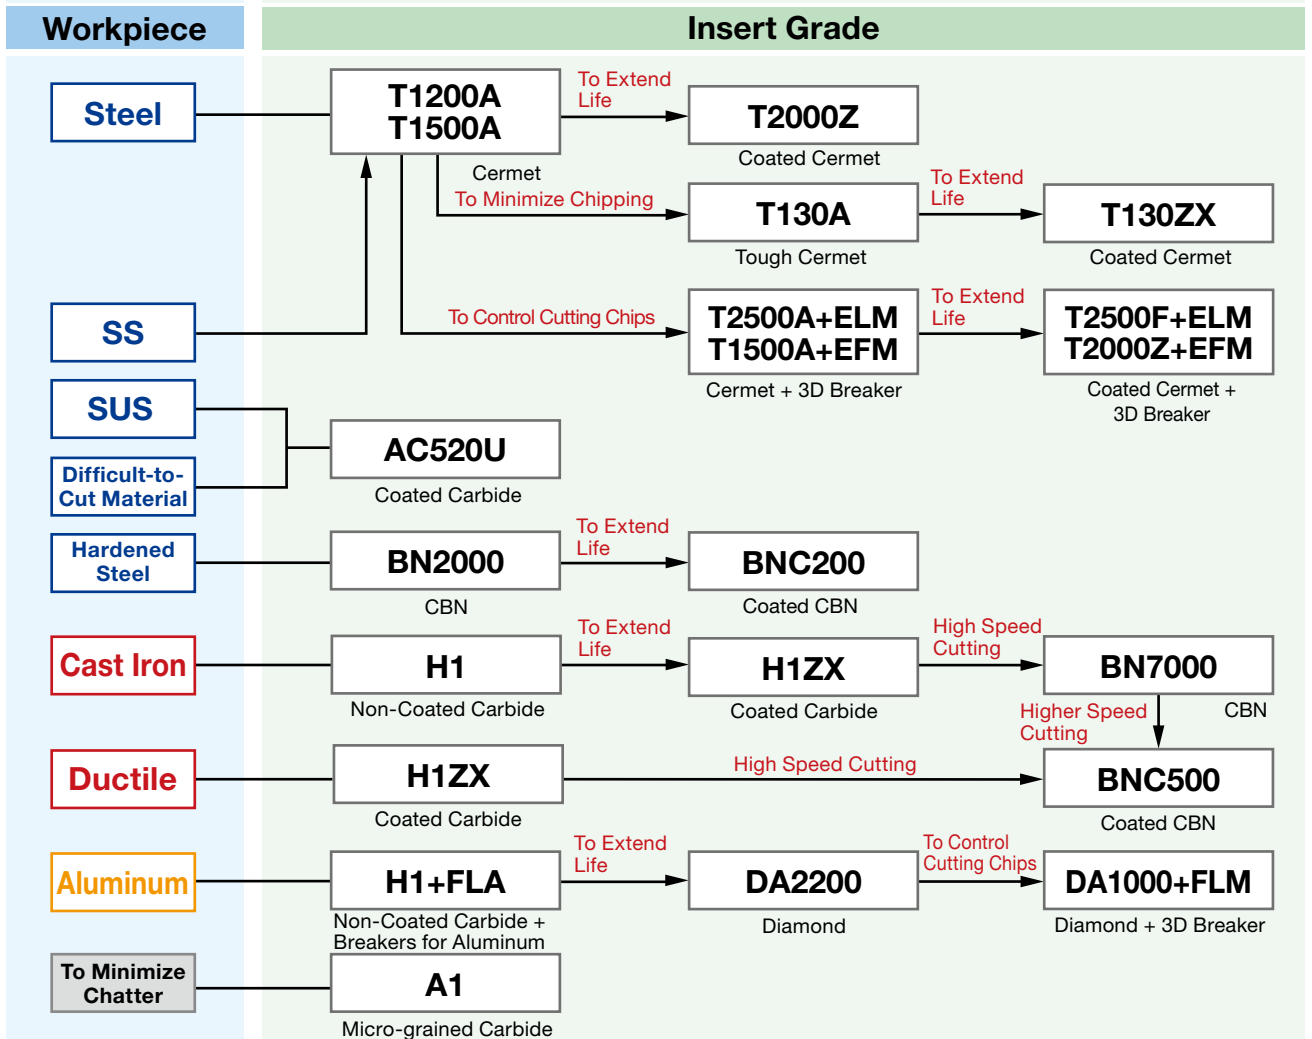 Workpiece
Insert Grade
Steel
T1200A
T1500A
Cermet
To Extend
Life
T2000Z
Coated Cermet
To Minimize Chipping
T130A
Tough Cermet
To Extend
Life
T130ZX
Coated Cermet
SS
To Control Cutting Chips
T2500A+ELM
T1500A+EFM
Cermet + 3D Breaker
To Extend
Life
T2500F+ELM
T2000Z+EFM
Coated Cermet +
3D Breaker
SUS
Difficult-to-
Cut Material
AC520U
Coated Carbide
Hardened
Steel
BN2000
CBN
To Extend
Life
BNC200
Coated CBN
Cast Iron
H1
Non-Coated Carbide
To Extend
Life
H1ZX
Coated Carbide
High Speed
Cutting
BN7000
CBN
Higher Speed
Cutting
Ductile
H1ZX
Coated Carbide
High Speed Cutting
BNC500
Coated CBN
Aluminum
H1+FLA
Non-Coated Carbide +
Breakers for Aluminum
To Extend
Life
DA2200
Diamond
To Control
Cutting Chips
DA1000+FLM
Diamond + 3D Breaker
To Minimize
Chatter
A1
Micro-grained Carbide